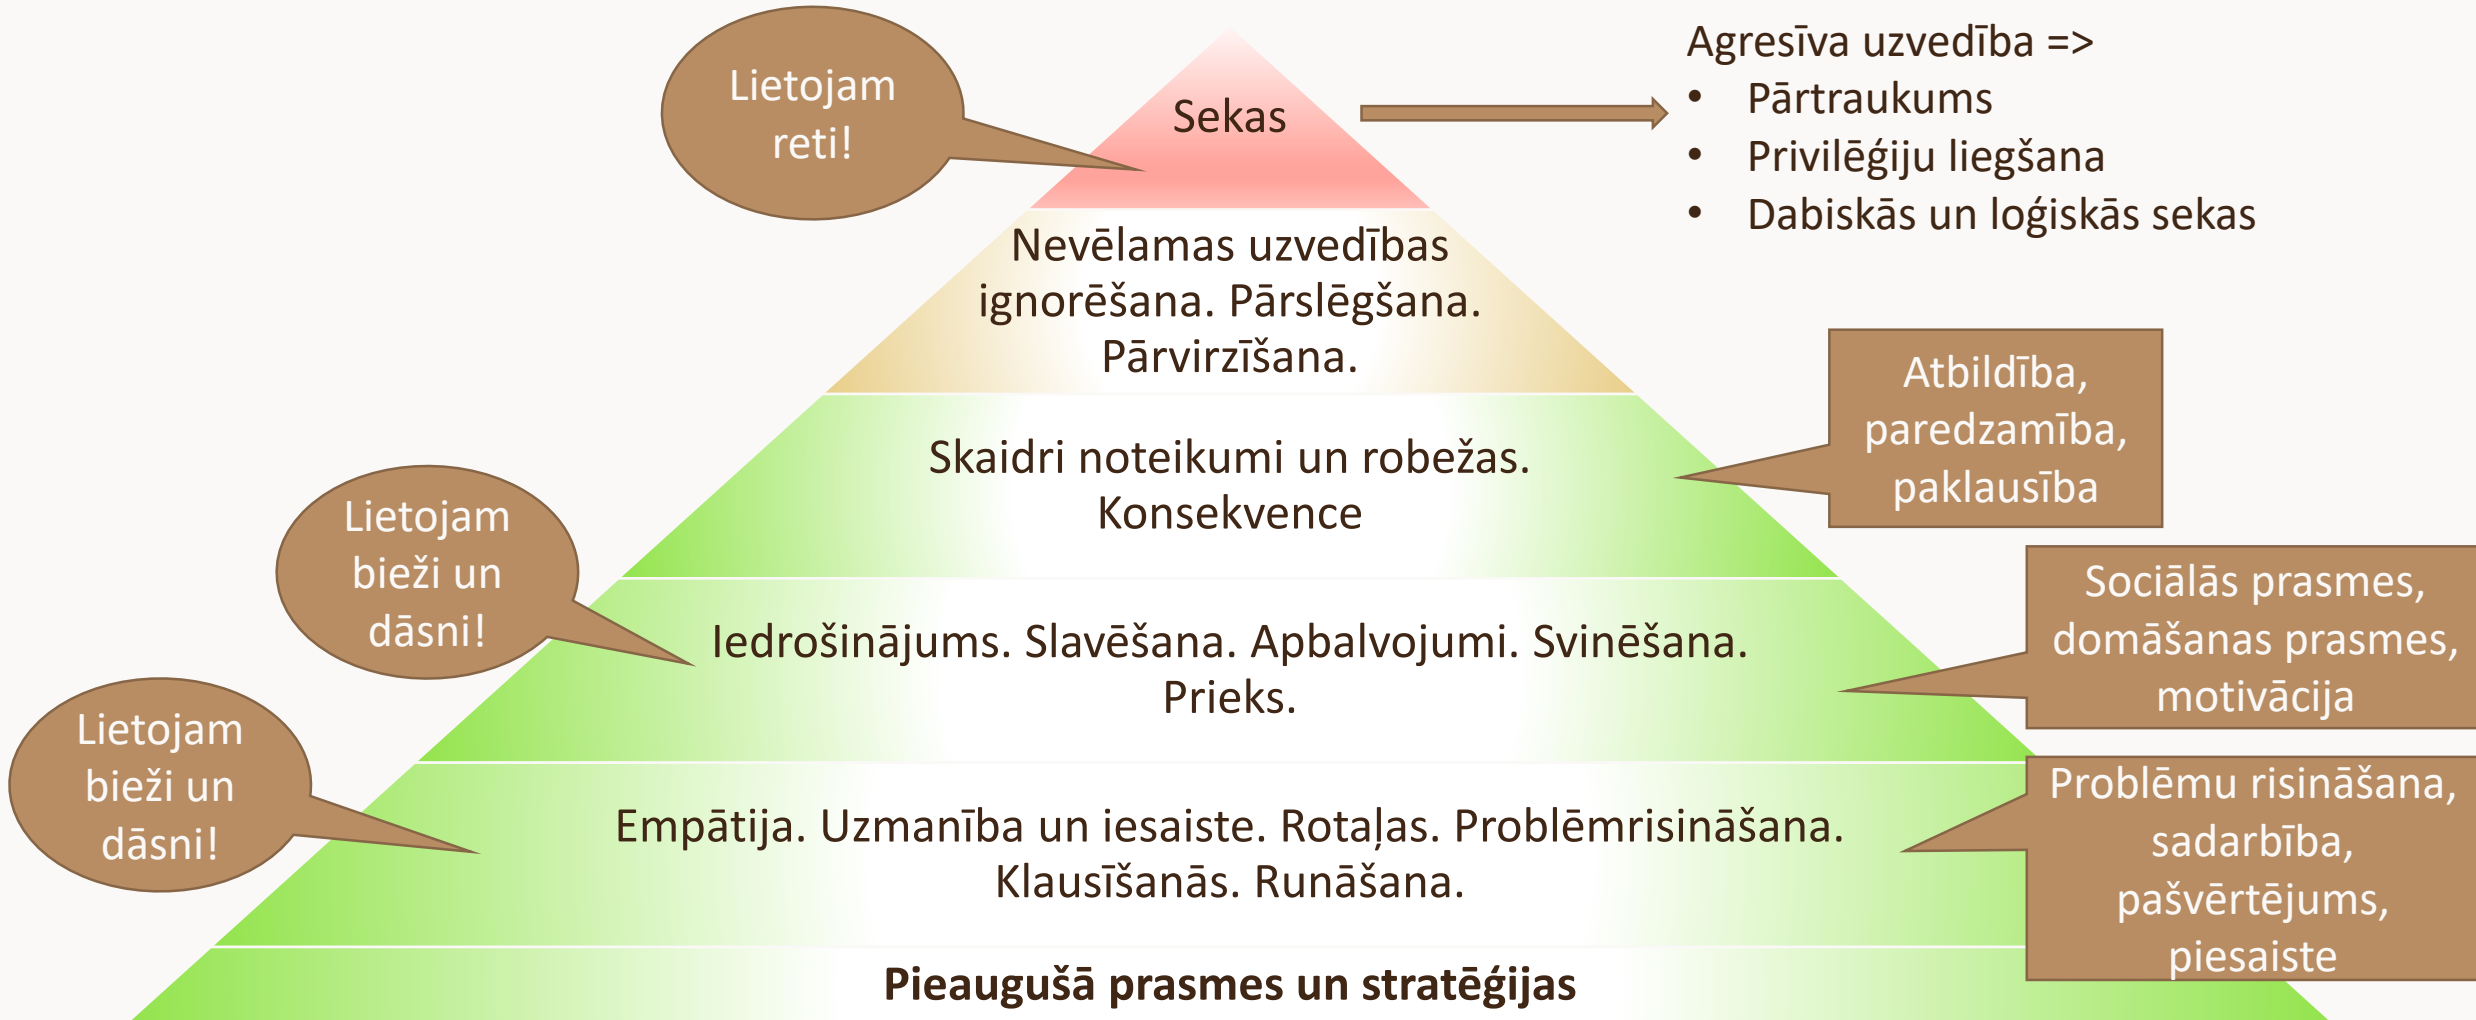 Lietojam
reti!
Sekas
Agresīva uzvedība =>
• Pārtraukums
• Privilēģiju liegšana
• Dabiskās un loģiskās sekas
Nevēlamas uzvedības
ignorēšana. Pārslēgšana.
Pārvirzīšana.
Atbildība,
paredzamība,
paklausība
Skaidri noteikumi un robežas.
Konsekvence
Lietojam
bieži un
dāsni!
Iedrošinājums. Slavēšana. Apbalvojumi. Svinēšana.
Prieks.
Sociālās prasmes,
domāšanas prasmes,
motivācija
Lietojam
bieži un
dāsni!
Empātija. Uzmanība un iesaiste. Rotaļas. Problēmrisināšana.
Klausīšanās. Runāšana.
Problēmu risināšana,
sadarbība,
pašvērtējums,
piesaiste
Pieaugušā prasmes un stratēģijas